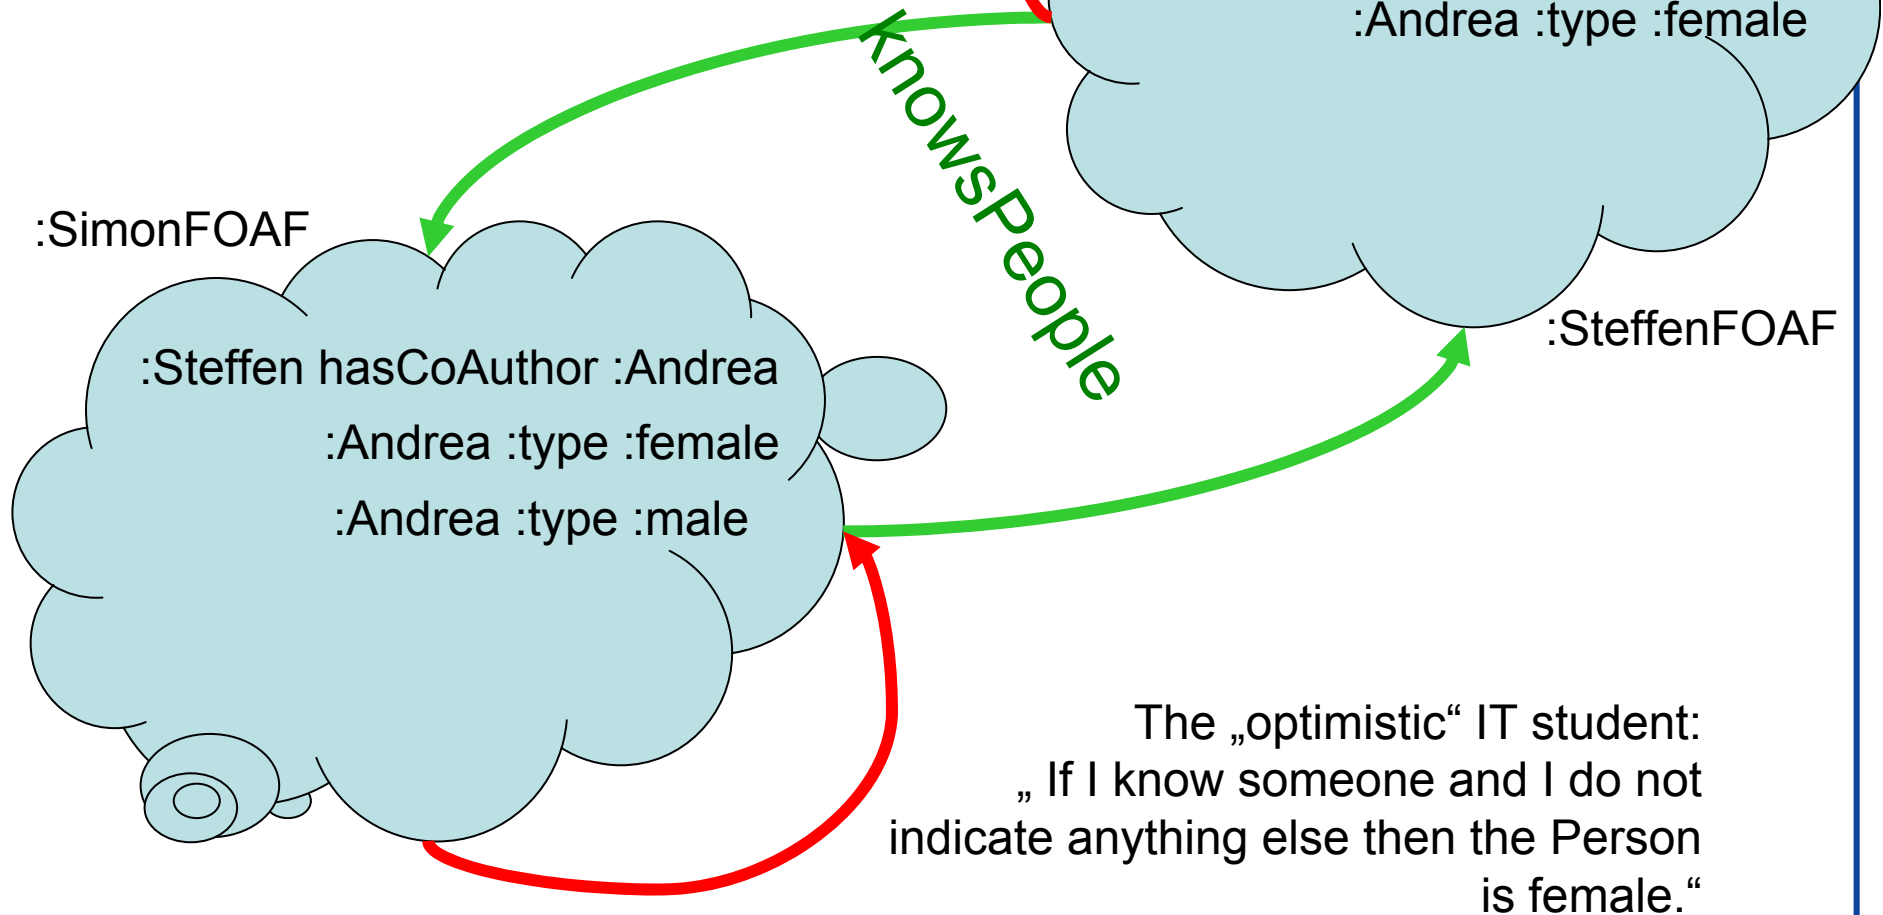 :Andrea :type :female
knowsPeople
:SimonFOAF
:SteffenFOAF
:Steffen hasCoAuthor :Andrea
:Andrea :type :female
:Andrea :type :male
The „optimistic“ IT student:
„ If I know someone and I do not
indicate anything else then the Person
is female.“